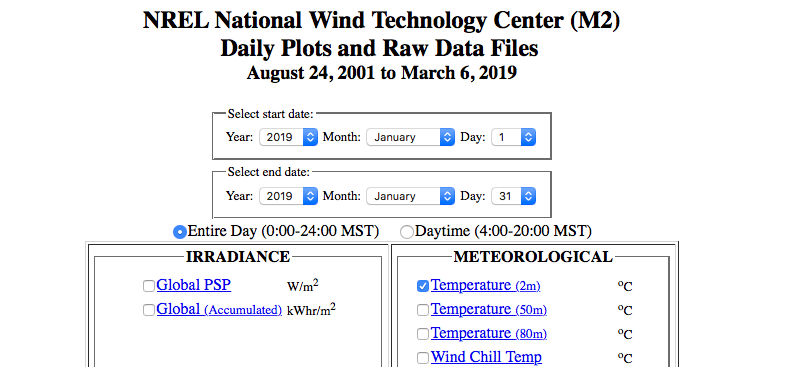 NREL National Wind Technology Center (M2)
Daily Plots and Raw Data Files
August 24, 2001 to March 6, 2019
Select start date:
Year: 2019 Month: January Day: 1
Select end date:
Year: 2019 Month: January Day: 31
Entire Day (0:00-24:00 MST) Daytime (4:00-20:00 MST)
IRRADIANCE
Global PSP W/m²
Global (Accumulated) kWhr/m²
METEOROLOGICAL
Temperature (2m) ºC
Temperature (50m) ºC
Temperature (80m) ºC
Wind Chill Temp ºC